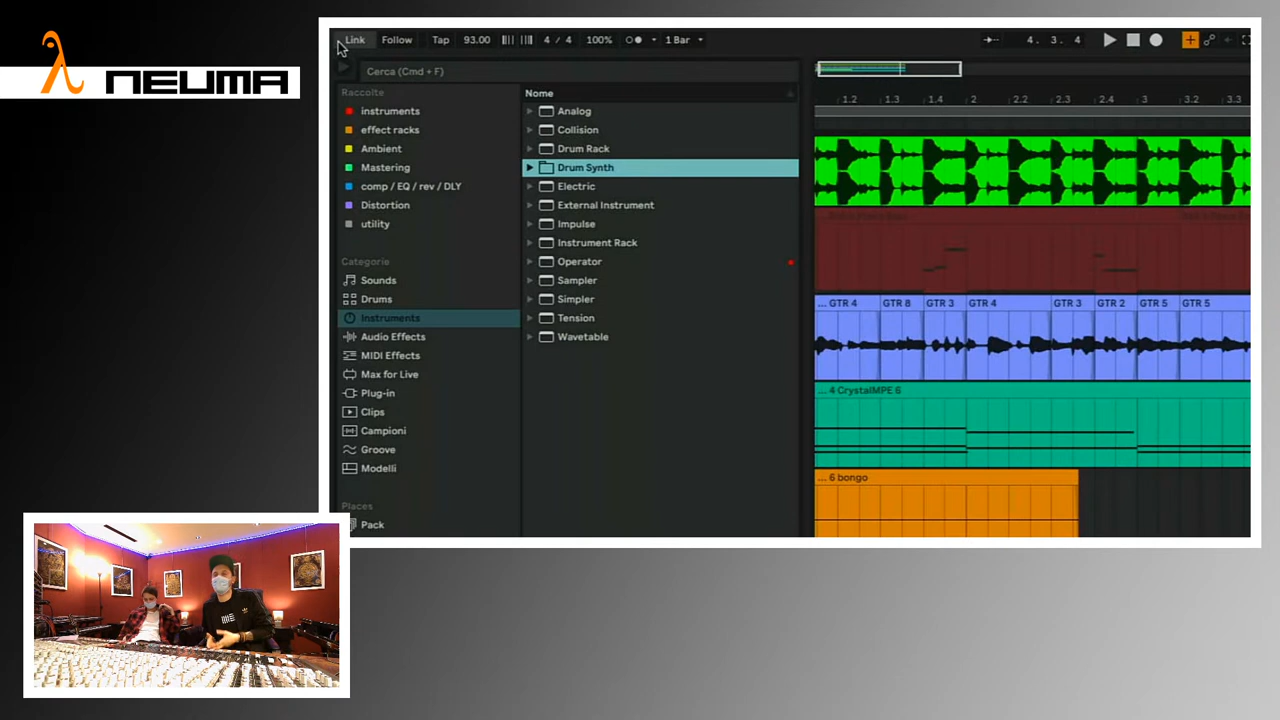 NEUMA
Link Follow Tap 93.00 4 / 4 100% 1 Bar 4. 3. 4
Cerca (Cmd + F)
Raccolte
instruments
effect racks
Ambient
Mastering
comp / EQ / rev / DLY
Distortion
utility
Categorie
Sounds
Drums
Instruments
Audio Effects
MIDI Effects
Max for Live
Plug-in
Clips
Campioni
Groove
Modelli
Places
Pack
Nome
Analog
Collision
Drum Rack
Drum Synth
Electric
External Instrument
Impulse
Instrument Rack
Operator
Sampler
Simpler
Tension
Wavetable
1.2 1.3 1.4 2 2.2 2.3 2.4 3 3.2 3.3
... GTR 4 GTR 8 GTR 3 GTR 4 GTR 3 GTR 2 GTR 5 GTR 5
... 4 CrystalMPE 6
... 6 bongo